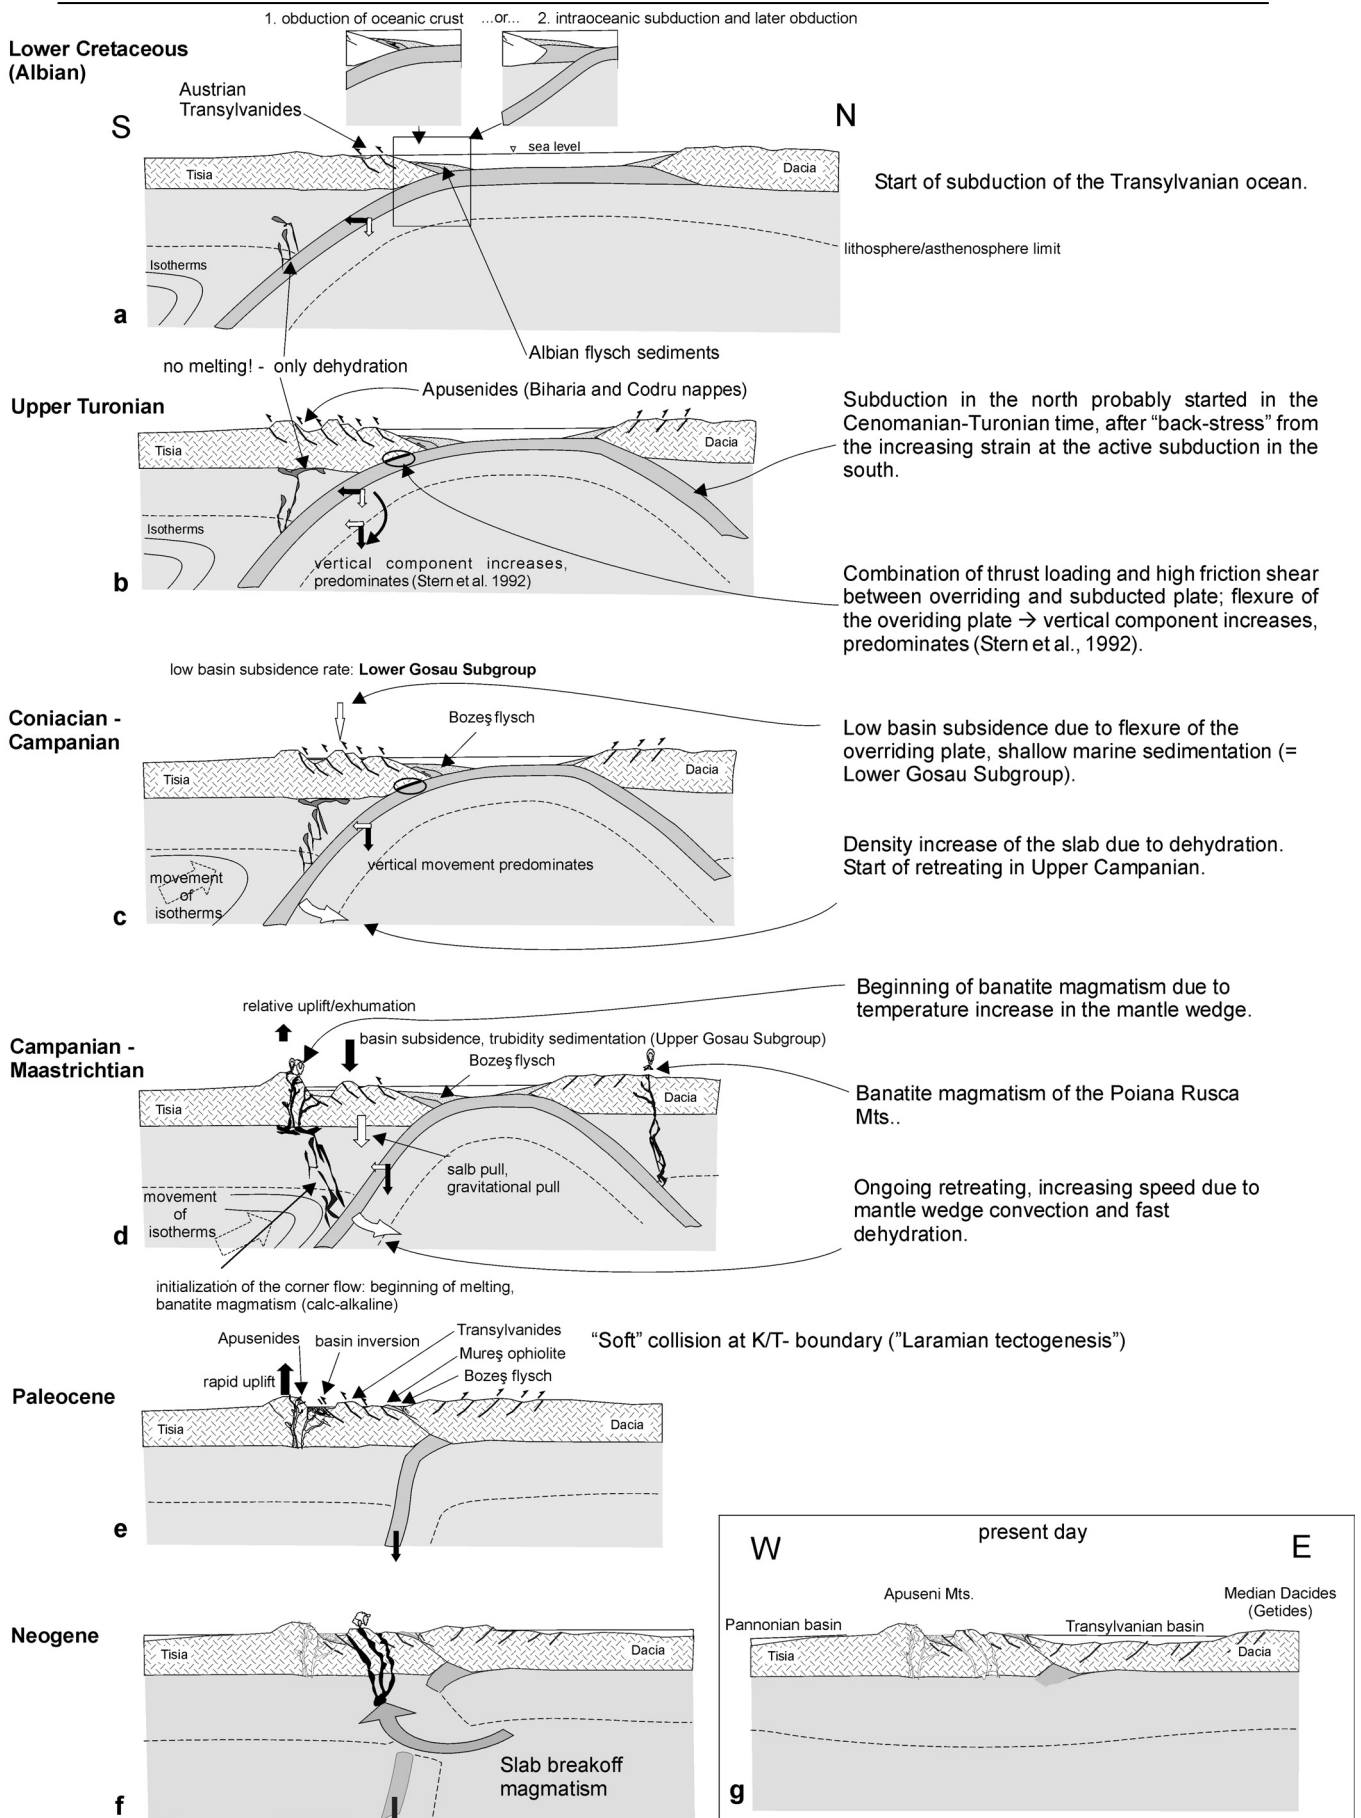 1. obduction of oceanic crust ...or... 2. intraoceanic subduction and later obduction
Lower Cretaceous
(Albian)
Austrian
Transylvanides
S
N
sea level
Tisia
Dacia
Start of subduction of the Transylvanian ocean.
lithosphere/asthenosphere limit
Isotherms
a
Albian flysch sediments
no melting! - only dehydration
Apusenides (Biharia and Codru nappes)
Upper Turonian
Tisia
Dacia
Subduction in the north probably started in the
Cenomanian-Turonian time, after “back-stress” from
the increasing strain at the active subduction in the
south.
Isotherms
vertical component increases,
predominates (Stern et al. 1992)
b
Combination of thrust loading and high friction shear
between overriding and subducted plate; flexure of
the overiding plate → vertical component increases,
predominates (Stern et al., 1992).
low basin subsidence rate: Lower Gosau Subgroup
Coniacian -
Campanian
Bozeş flysch
Tisia
Dacia
Low basin subsidence due to flexure of the
overriding plate, shallow marine sedimentation (=
Lower Gosau Subgroup).
vertical movement predominates
movement
of
isotherms
c
Density increase of the slab due to dehydration.
Start of retreating in Upper Campanian.
relative uplift/exhumation
Beginning of banatite magmatism due to
temperature increase in the mantle wedge.
Campanian -
Maastrichtian
basin subsidence, trubidity sedimentation (Upper Gosau Subgroup)
Bozeş flysch
Tisia
Dacia
Banatite magmatism of the Poiana Rusca
Mts..
salb pull,
gravitational pull
movement
of
isotherms
d
Ongoing retreating, increasing speed due to
mantle wedge convection and fast
dehydration.
initialization of the corner flow: beginning of melting,
banatite magmatism (calc-alkaline)
Apusenides
basin inversion
Transylvanides
Mureş ophiolite
Bozeş flysch
“Soft” collision at K/T- boundary (”Laramian tectogenesis”)
rapid uplift
Paleocene
Tisia
Dacia
e
Neogene
Tisia
Dacia
Slab breakoff
magmatism
f
present day
W
E
Apuseni Mts.
Median Dacides
(Getides)
Pannonian basin
Transylvanian basin
Tisia
Dacia
g